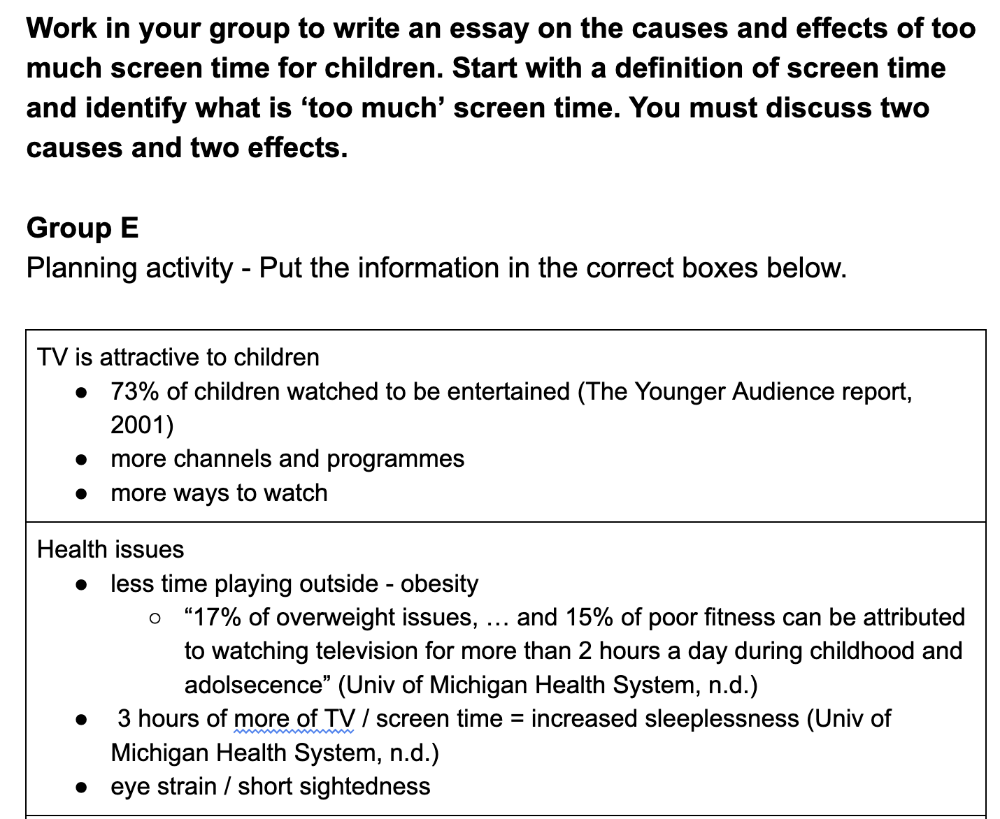 Work in your group to write an essay on the causes and effects of too
much screen time for children. Start with a definition of screen time
and identify what is ‘too much’ screen time. You must discuss two
causes and two effects.
Group E
Planning activity - Put the information in the correct boxes below.
TV is attractive to children
● 73% of children watched to be entertained (The Younger Audience report,
2001)
● more channels and programmes
● more ways to watch
Health issues
● less time playing outside - obesity
○ “17% of overweight issues, … and 15% of poor fitness can be attributed
to watching television for more than 2 hours a day during childhood and
adolsecence” (Univ of Michigan Health System, n.d.)
● 3 hours of more of TV / screen time = increased sleeplessness (Univ of
Michigan Health System, n.d.)
● eye strain / short sightedness